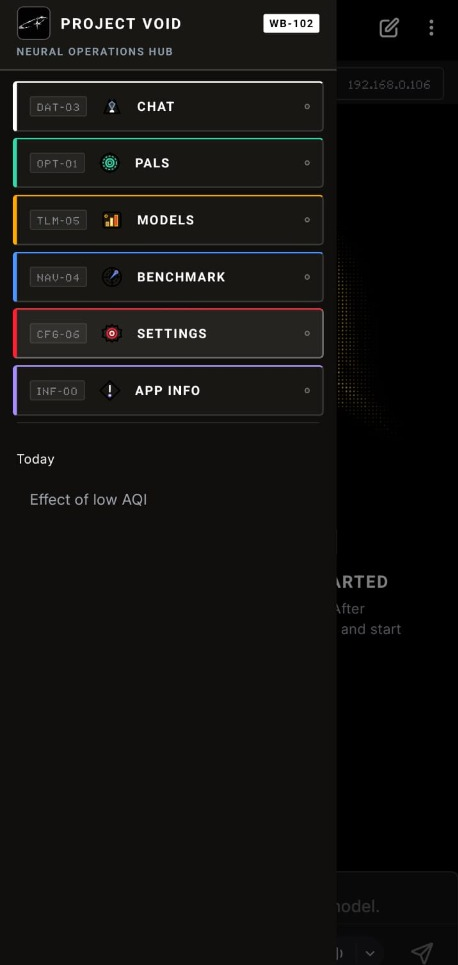 PROJECT VOID
WB-102
NEURAL OPERATIONS HUB
192.168.0.106
DAT-03 CHAT
OPT-01 PALS
TLM-05 MODELS
NAV-04 BENCHMARK
CFG-06 SETTINGS
INF-00 APP INFO
Today
Effect of low AQI
ARTED
After
and start
model.